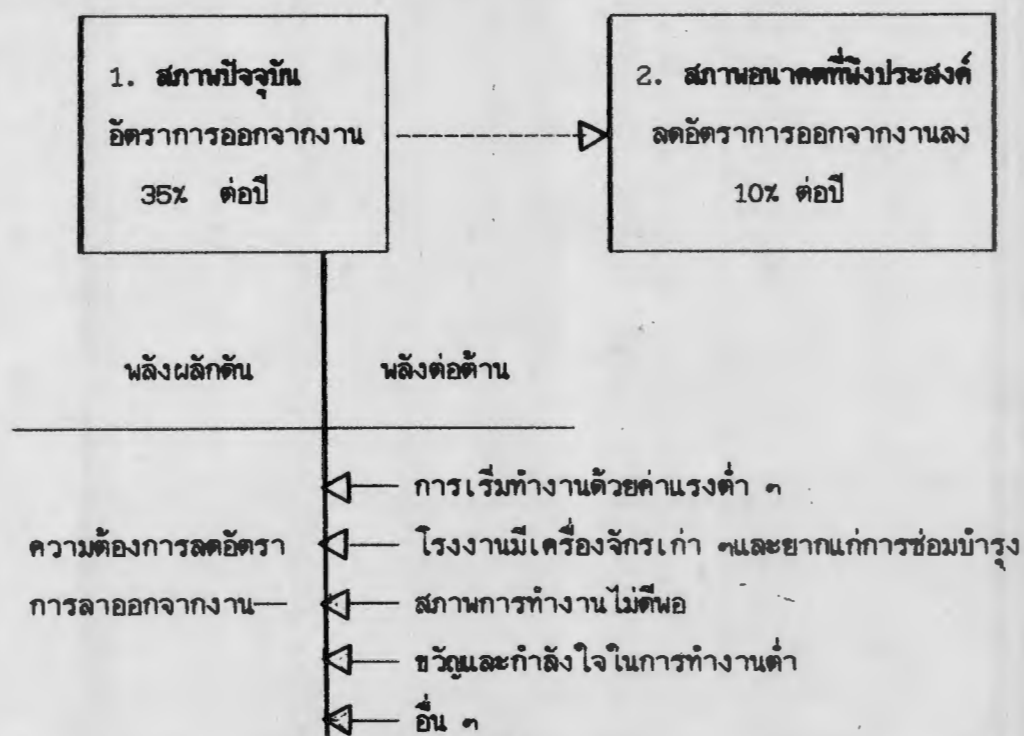 1. สภาพปัจจุบัน
อัตราการออกจากงาน
35% ต่อปี
2. สภาพอนาคตที่พึงประสงค์
ลดอัตราการออกจากงานลง
10% ต่อปี
พลังผลักดัน
พลังต่อต้าน
ความต้องการลดอัตรา
การลาออกจากงาน
การเริ่มทำงานด้วยค่าแรงต่ำ ๆ
โรงงานมีเครื่องจักรเก่า ๆและยากแก่การซ่อมบำรุง
สภาพการทำงานไม่ดีพอ
ขวัญและกำลังใจในการทำงานต่ำ
อื่น ๆ